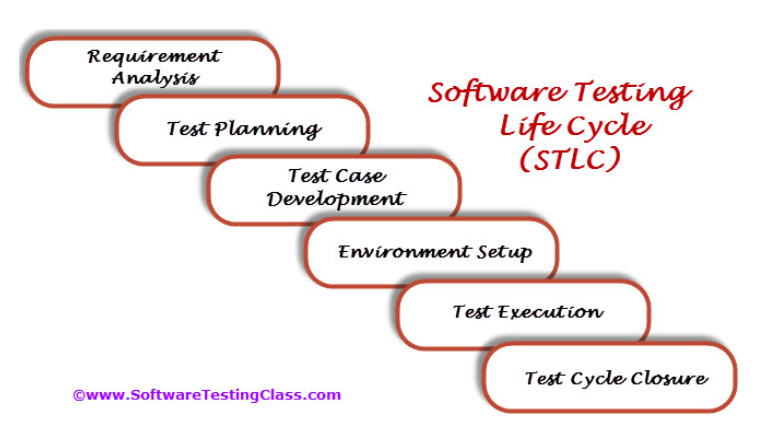 Requirement
Analysis
Software Testing
Life Cycle
(STLC)
Test Planning
Test Case
Development
Environment Setup
Test Execution
Test Cycle Closure
©www.SoftwareTestingClass.com